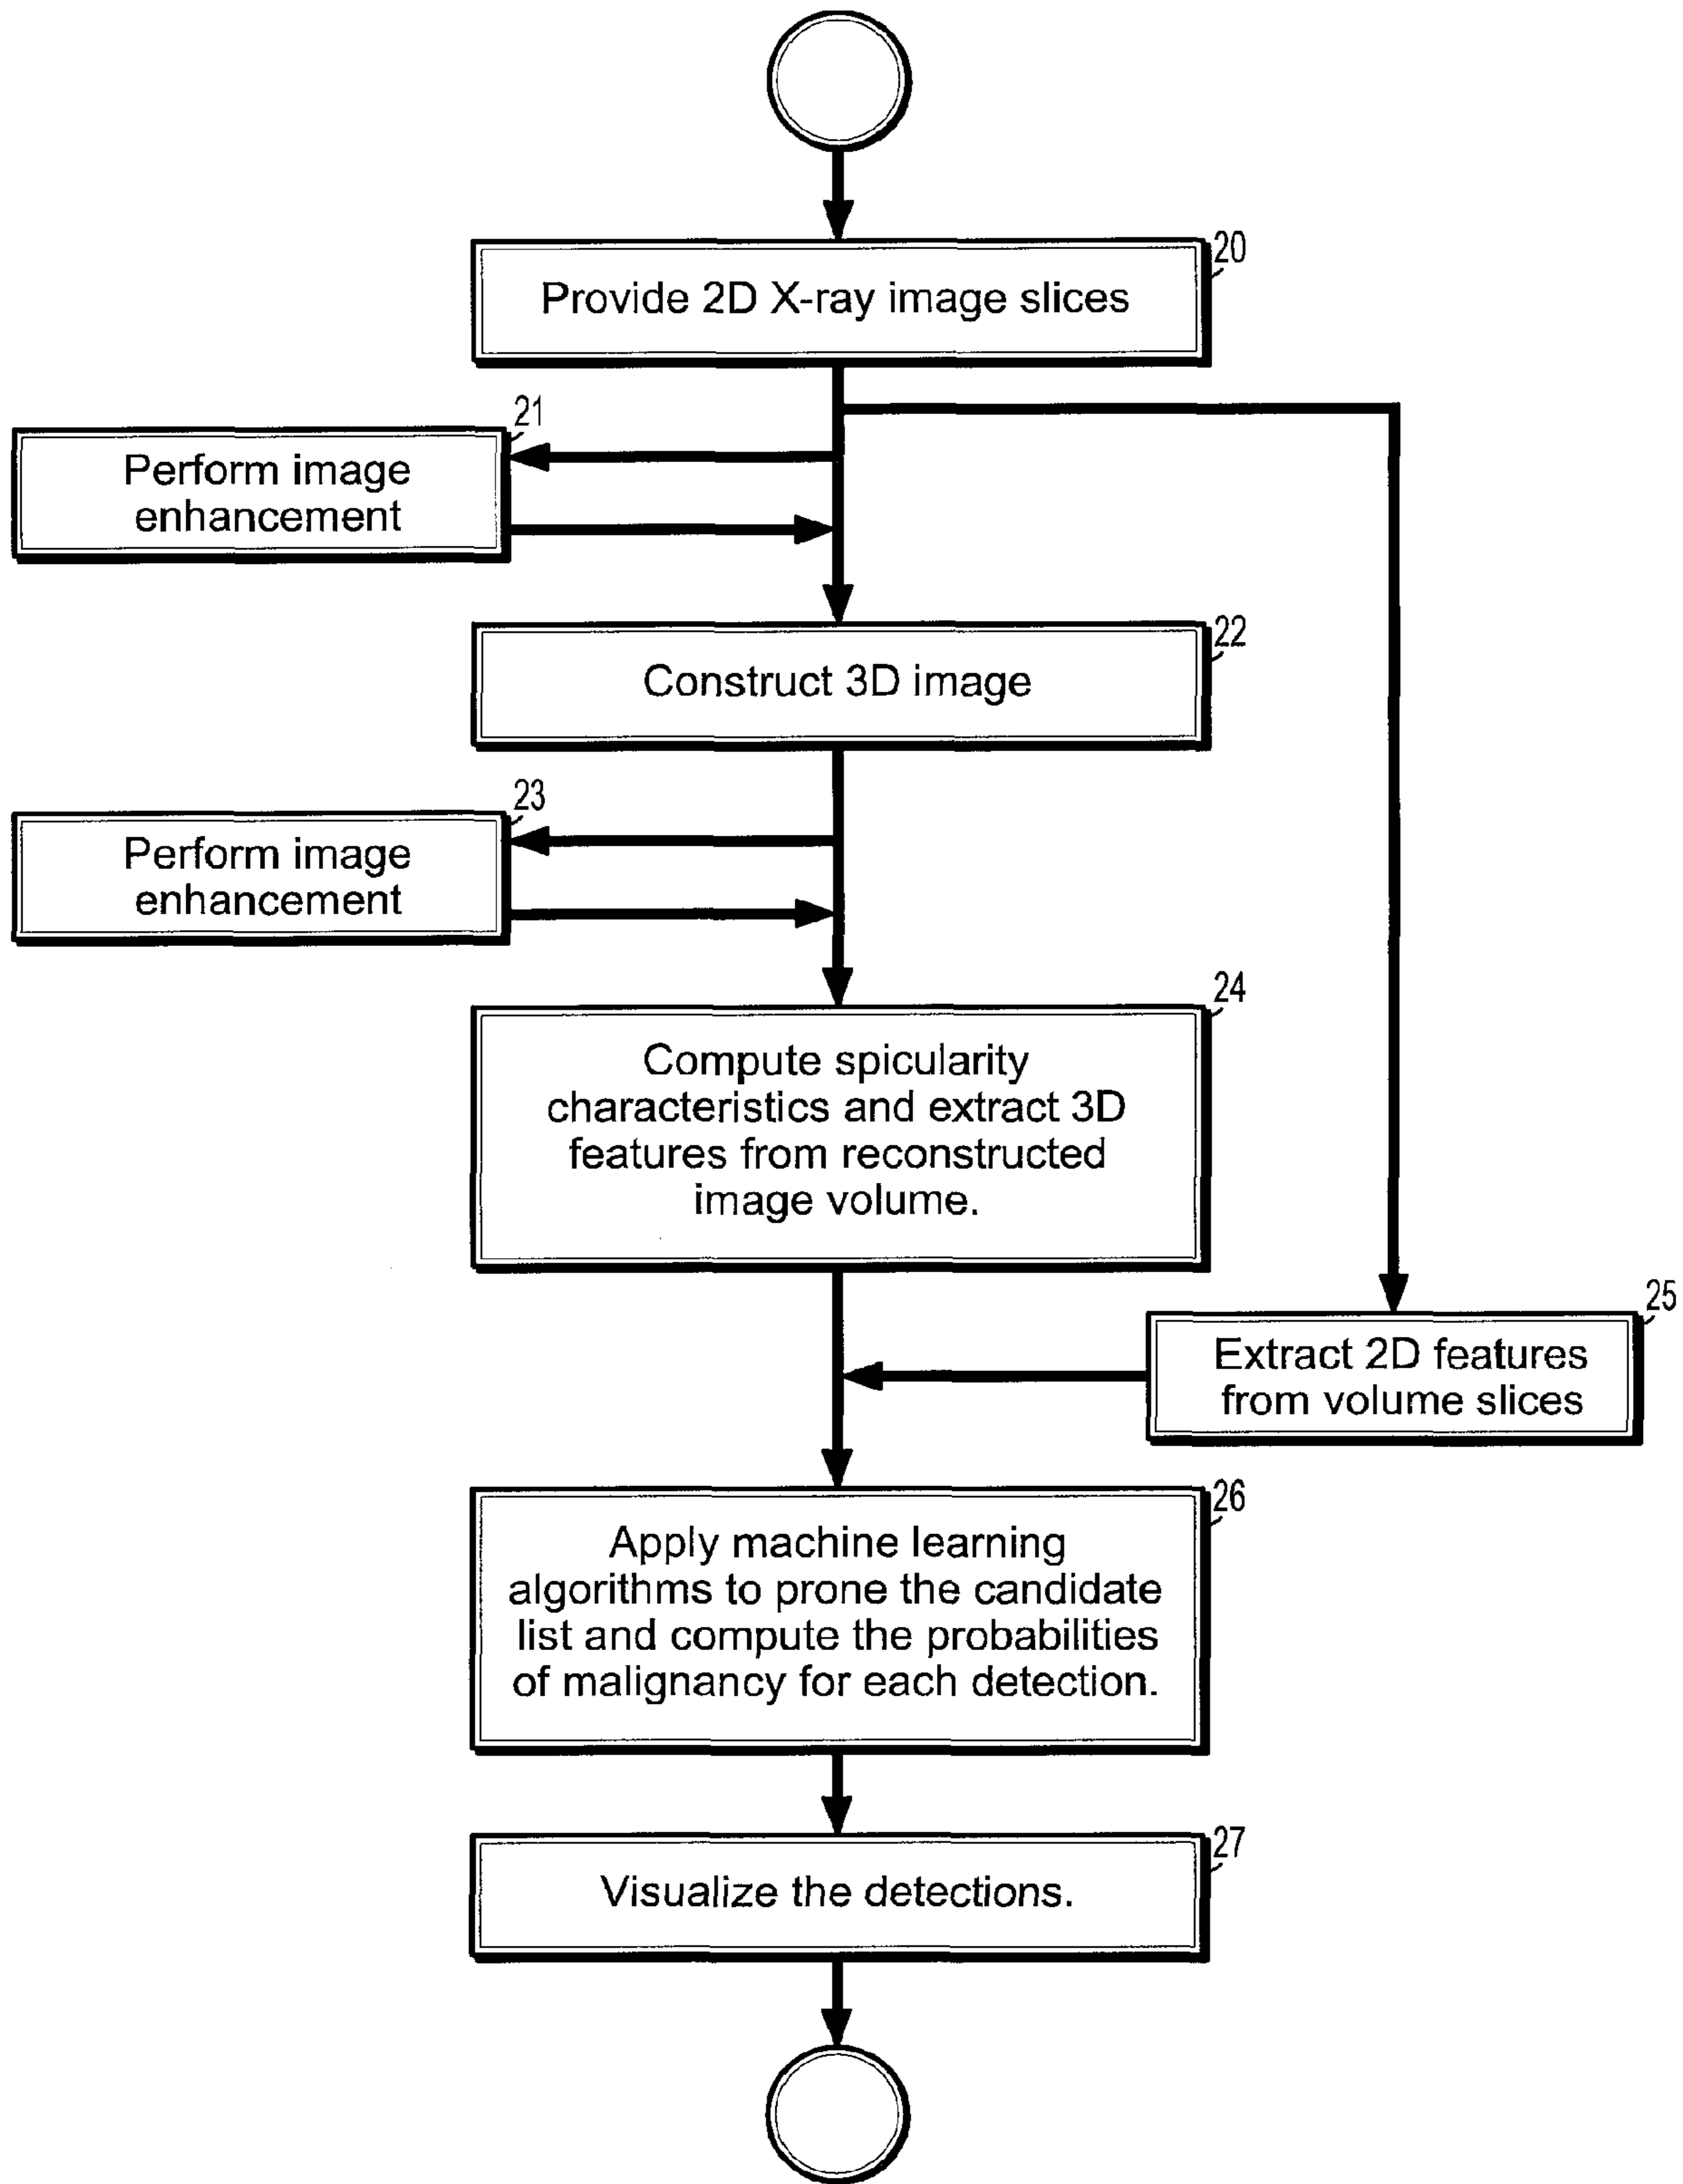 20
Provide 2D X-ray image slices
21
Perform image
enhancement
22
Construct 3D image
23
Perform image
enhancement
24
Compute spicularity
characteristics and extract 3D
features from reconstructed
image volume.
25
Extract 2D features
from volume slices
26
Apply machine learning
algorithms to prone the candidate
list and compute the probabilities
of malignancy for each detection.
27
Visualize the detections.